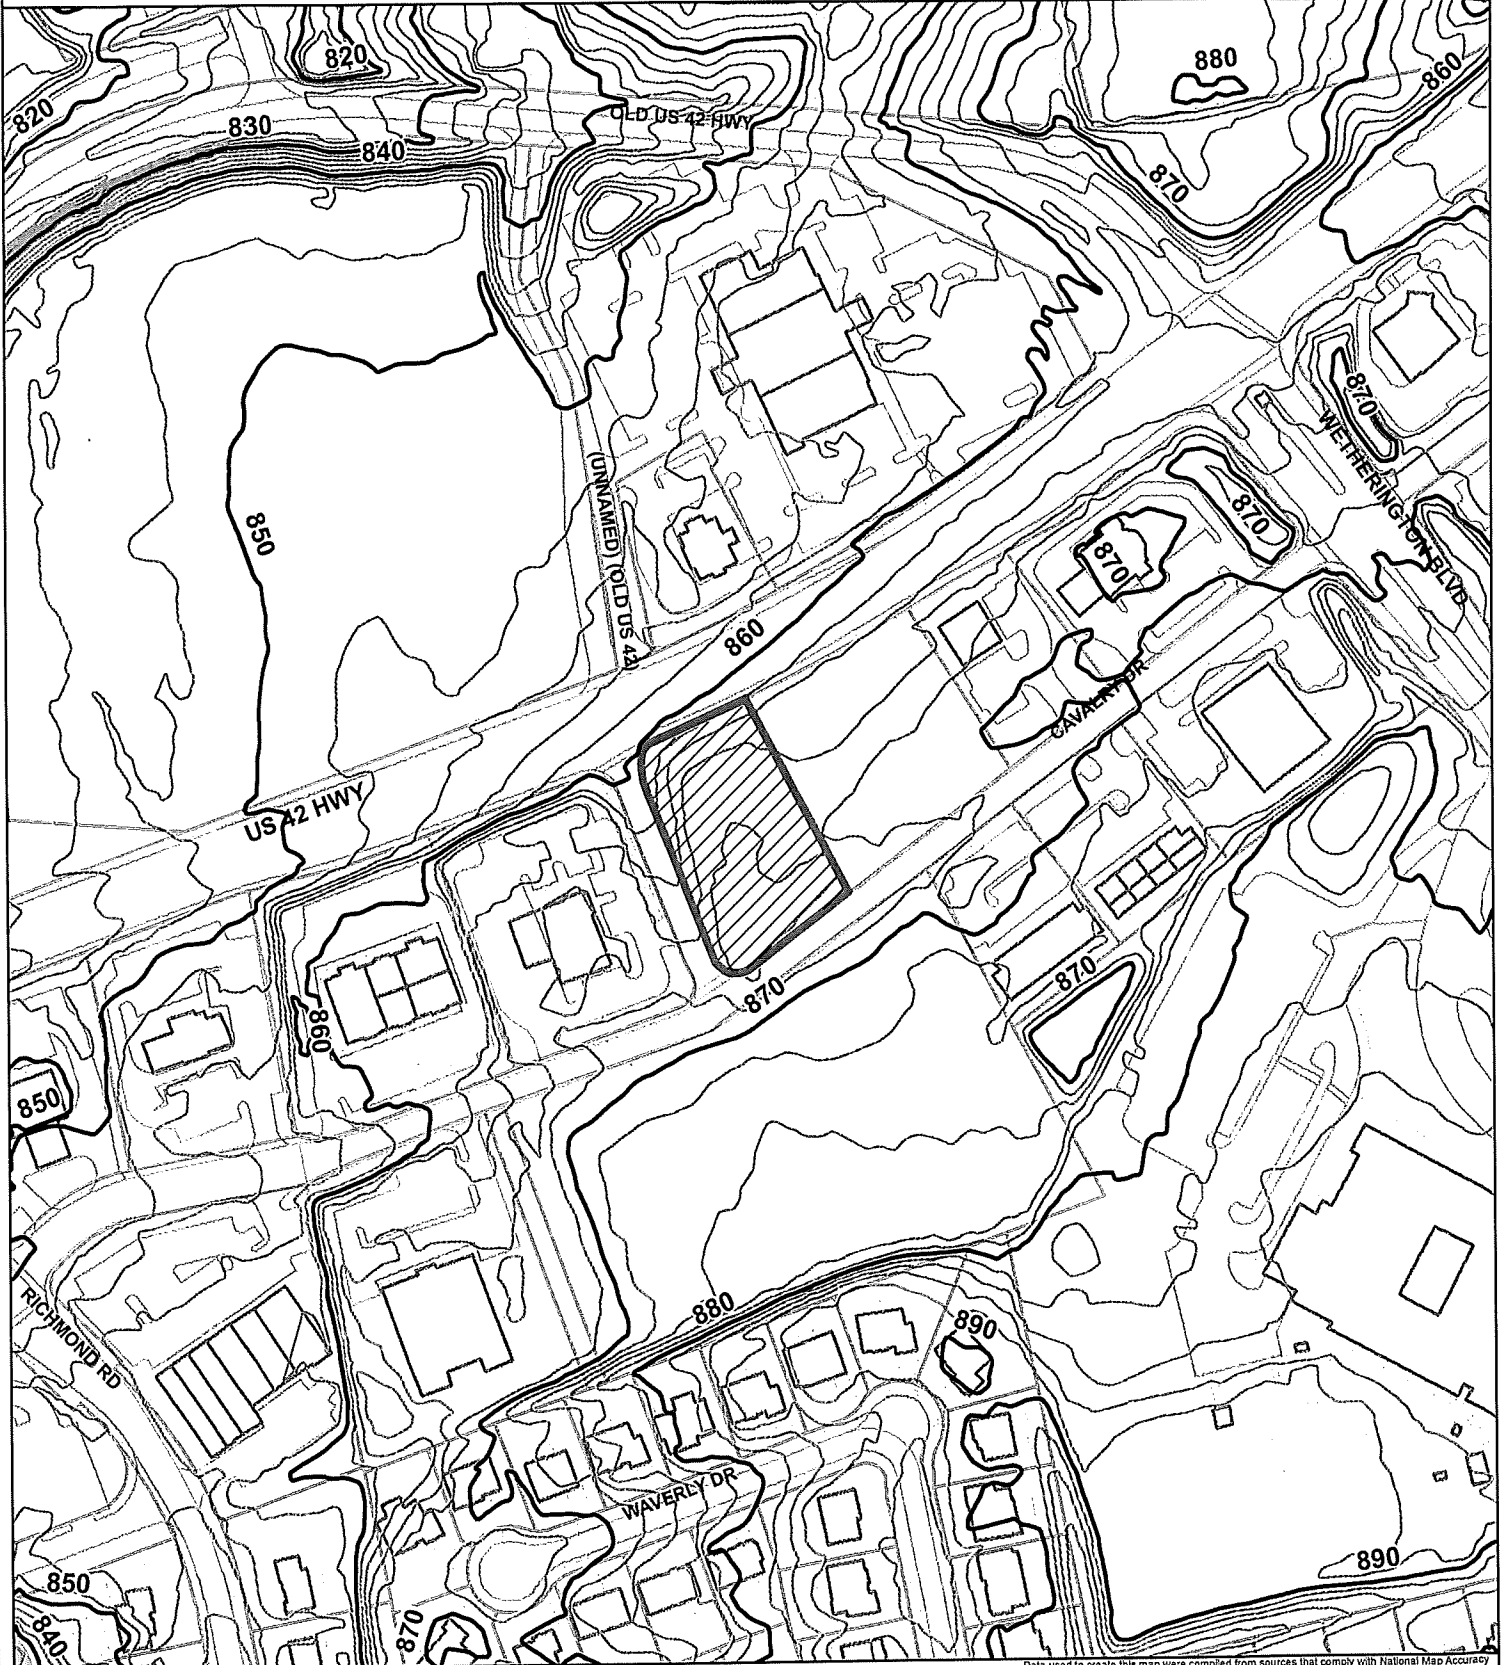 820
880
860
820
830
OLD US 42 HWY
840
870
870
WETHERINGTON BLVD
850
(UNNAMED) (OLD US 42)
870
870
860
CAVALRY DR
US 42 HWY
870
870
860
850
RICHMOND RD
880
890
WAVERLY DR
890
850
840
870
Data used to create this map were compiled from sources that comply with National Map Accuracy